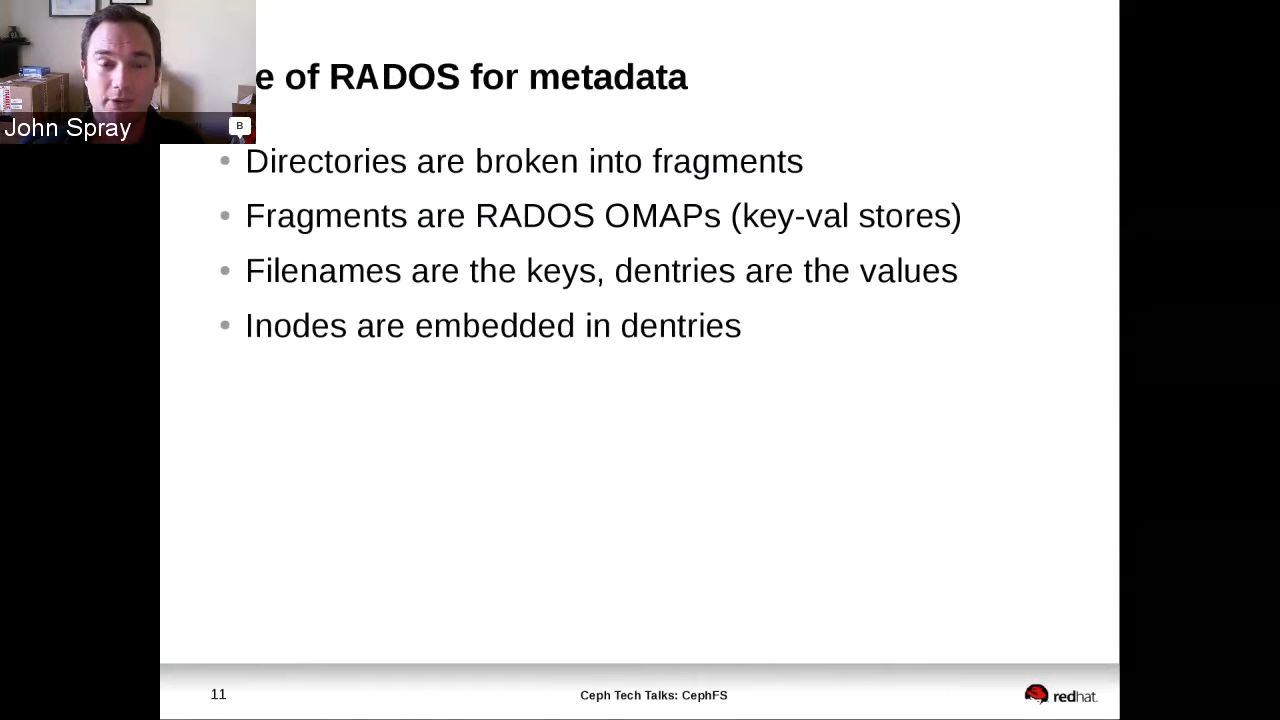 e of RADOS for metadata
John Spray
B
Directories are broken into fragments
Fragments are RADOS OMAPs (key-val stores)
Filenames are the keys, dentries are the values
Inodes are embedded in dentries
11
Ceph Tech Talks: CephFS
redhat.